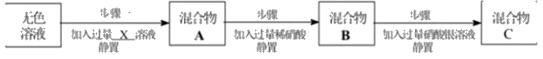 无色
溶液
步骤
加入过量 X 溶液
静置
混合物
A
步骤
加入过量稀硝酸
静置
混合物
B
步骤
加入过量硝酸银溶液
静置
混合物
C